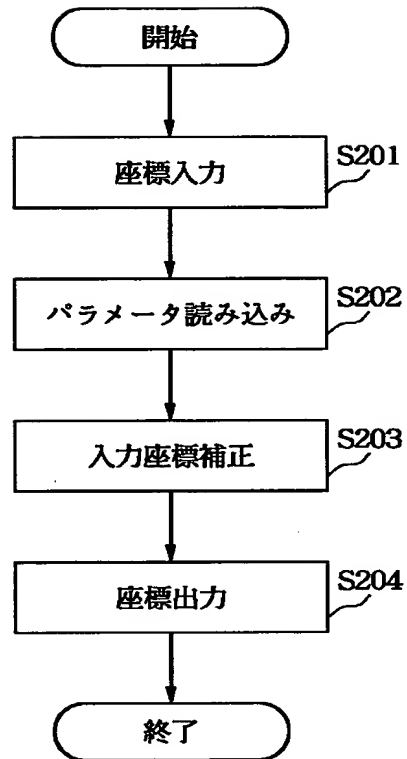 開始
座標入力
S201
パラメータ読み込み
S202
入力座標補正
S203
座標出力
S204
終了